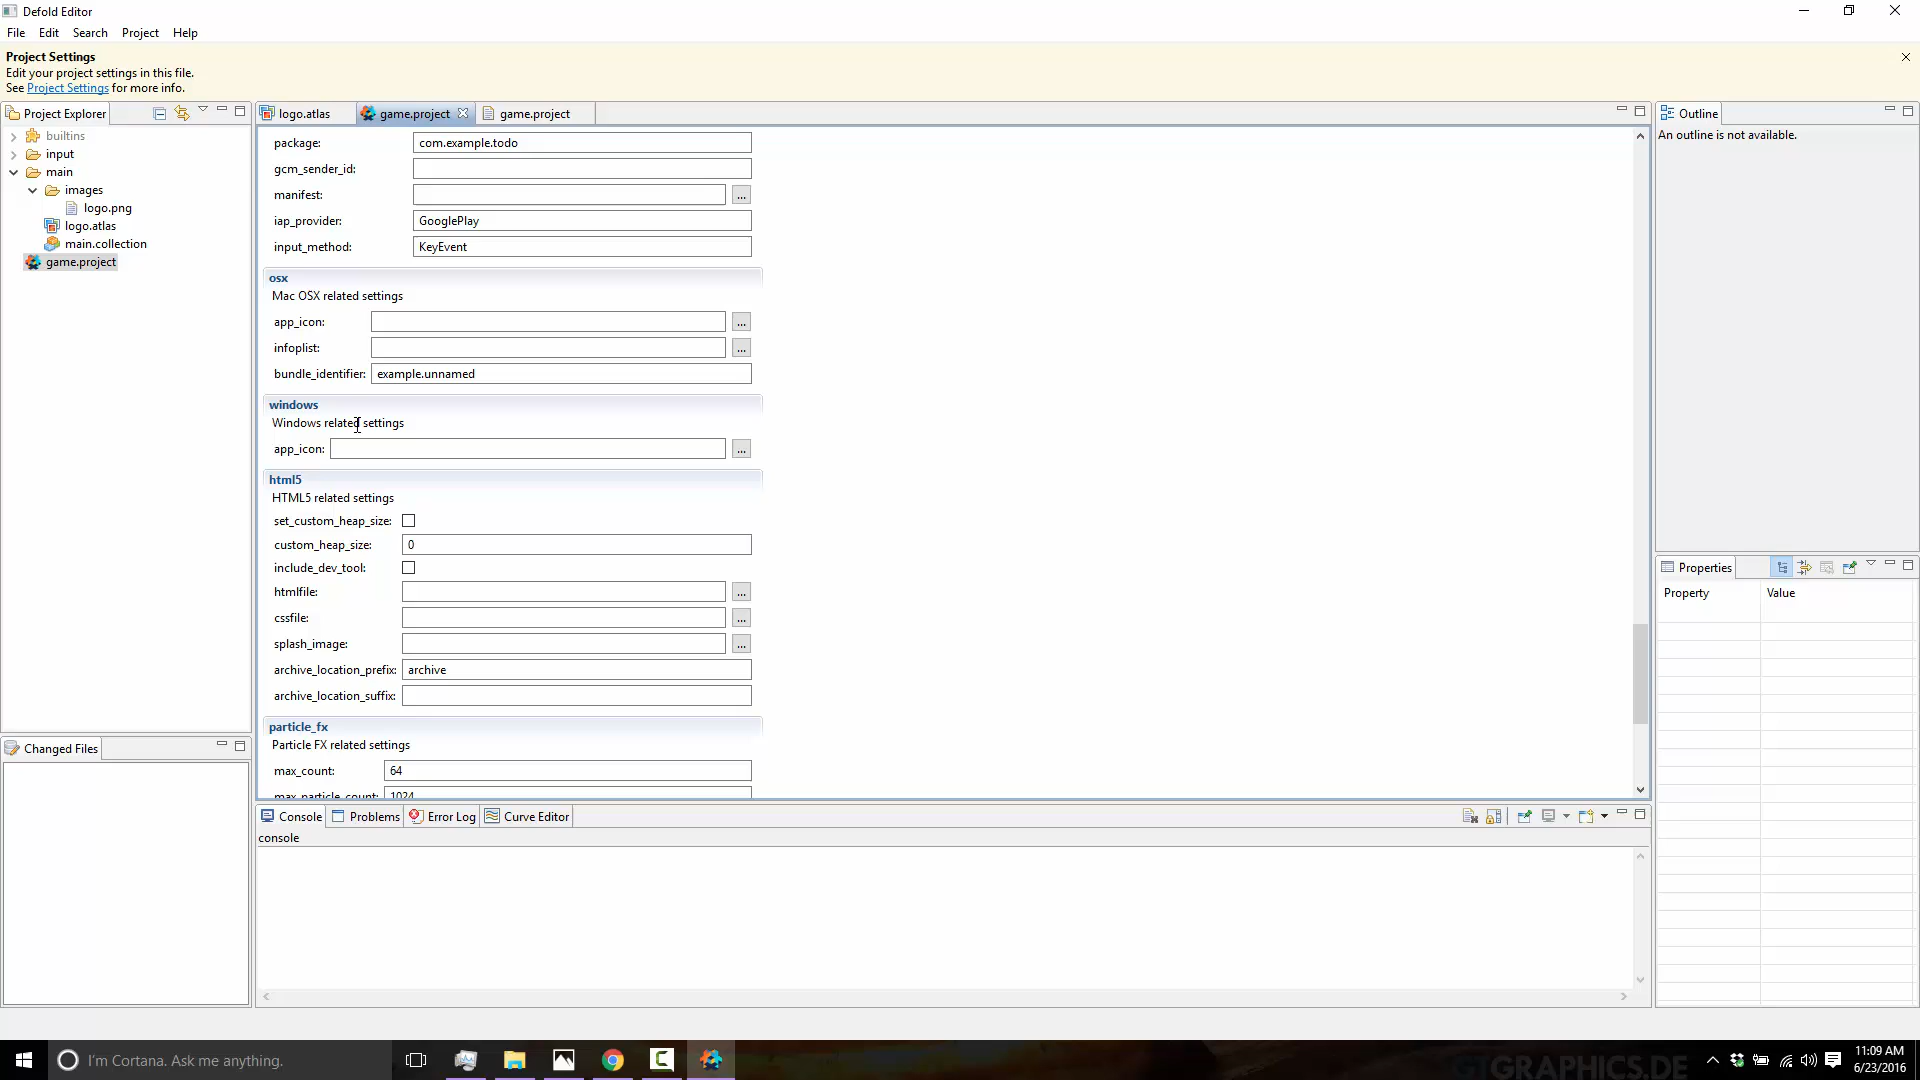 Defold Editor
File Edit Search Project Help
Project Settings
Edit your project settings in this file.
See Project Settings for more info.
Project Explorer
builtins
input
main
images
logo.png
logo.atlas
main.collection
game.project
Changed Files
logo.atlas game.project game.project
package: com.example.todo
gcm_sender_id:
manifest: ...
iap_provider: GooglePlay
input_method: KeyEvent
osx
Mac OSX related settings
app_icon: ...
infoplist: ...
bundle_identifier: example.unnamed
windows
Windows related settings
app_icon: ...
html5
HTML5 related settings
set_custom_heap_size:
custom_heap_size: 0
include_dev_tool:
htmlfile: ...
cssfile: ...
splash_image: ...
archive_location_prefix: archive
archive_location_suffix:
particle_fx
Particle FX related settings
max_count: 64
max_particle_count: 1024
Console Problems Error Log Curve Editor
console
Outline
An outline is not available.
Properties
Property Value
I'm Cortana. Ask me anything.
GTGRAPHICS.DE
11:09 AM
6/23/2016